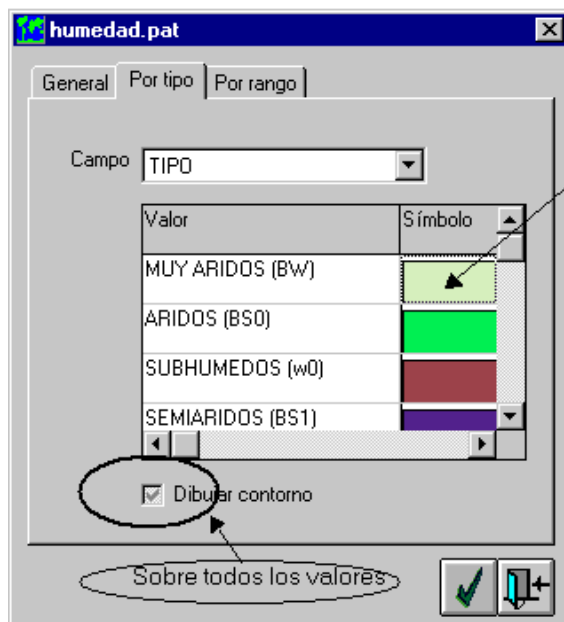 humedad.pat
General Por tipo Por rango
Campo TIPO
Valor Símbolo
MUY ARIDOS (BW)
ARIDOS (BS0)
SUBHUMEDOS (w0)
SEMIARIDOS (BS1)
Dibujar contorno
Sobre todos los valores